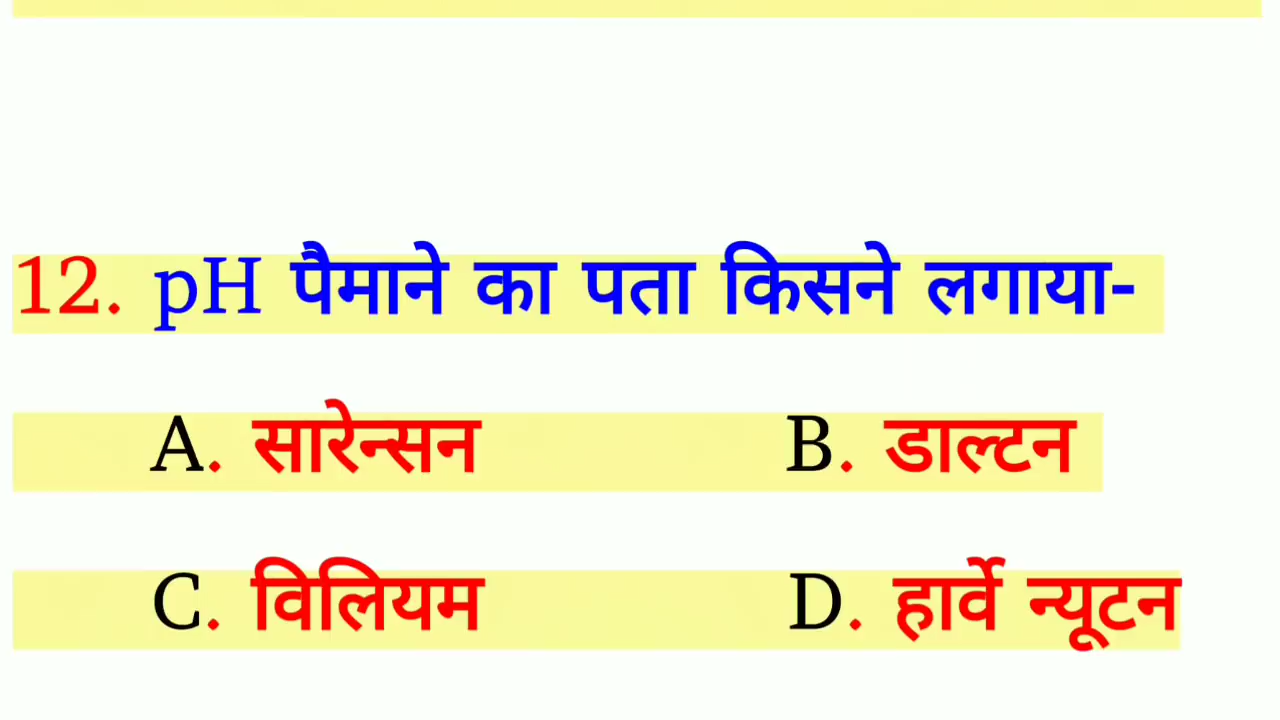 12. pH पैमाने का पता किसने लगाया-
A. सारेन्सन B. डाल्टन
C. विलियम D. हार्वे न्यूटन